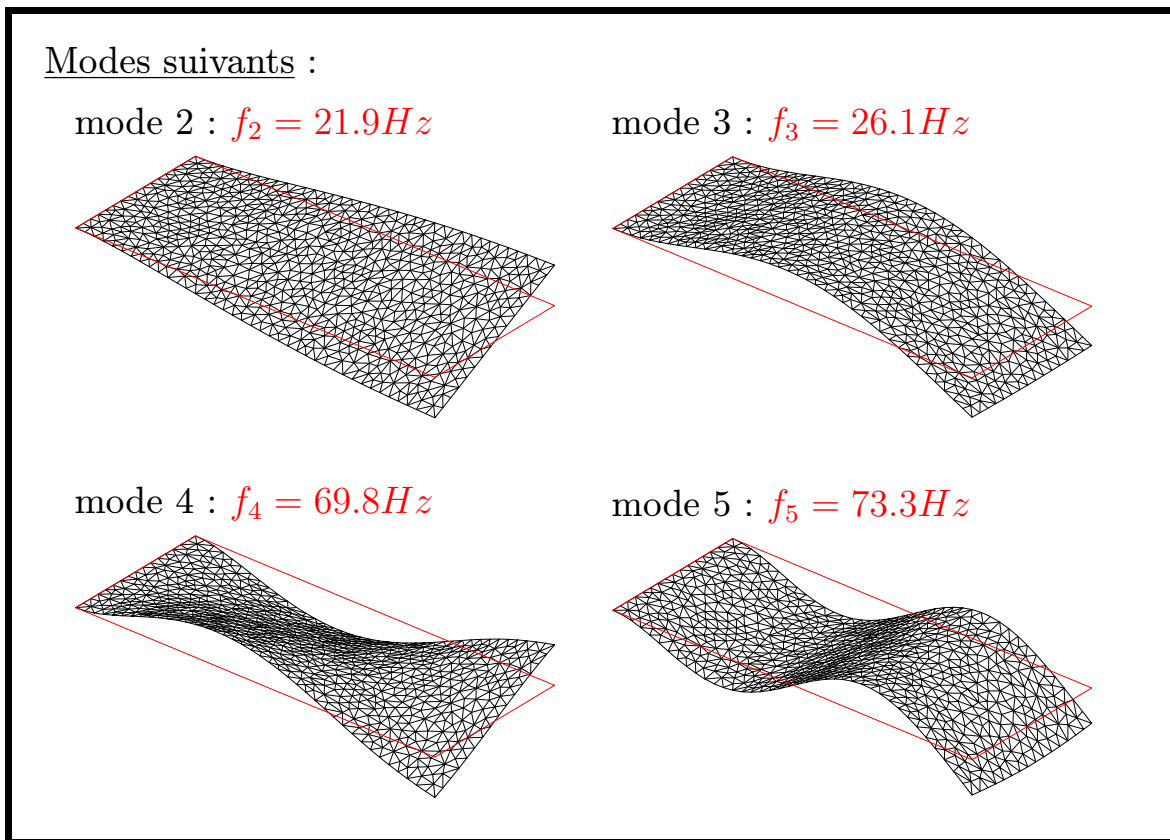 Modes suivants :
mode 2 : f₂ = 21.9Hz
mode 3 : f₃ = 26.1Hz
mode 4 : f₄ = 69.8Hz
mode 5 : f₅ = 73.3Hz